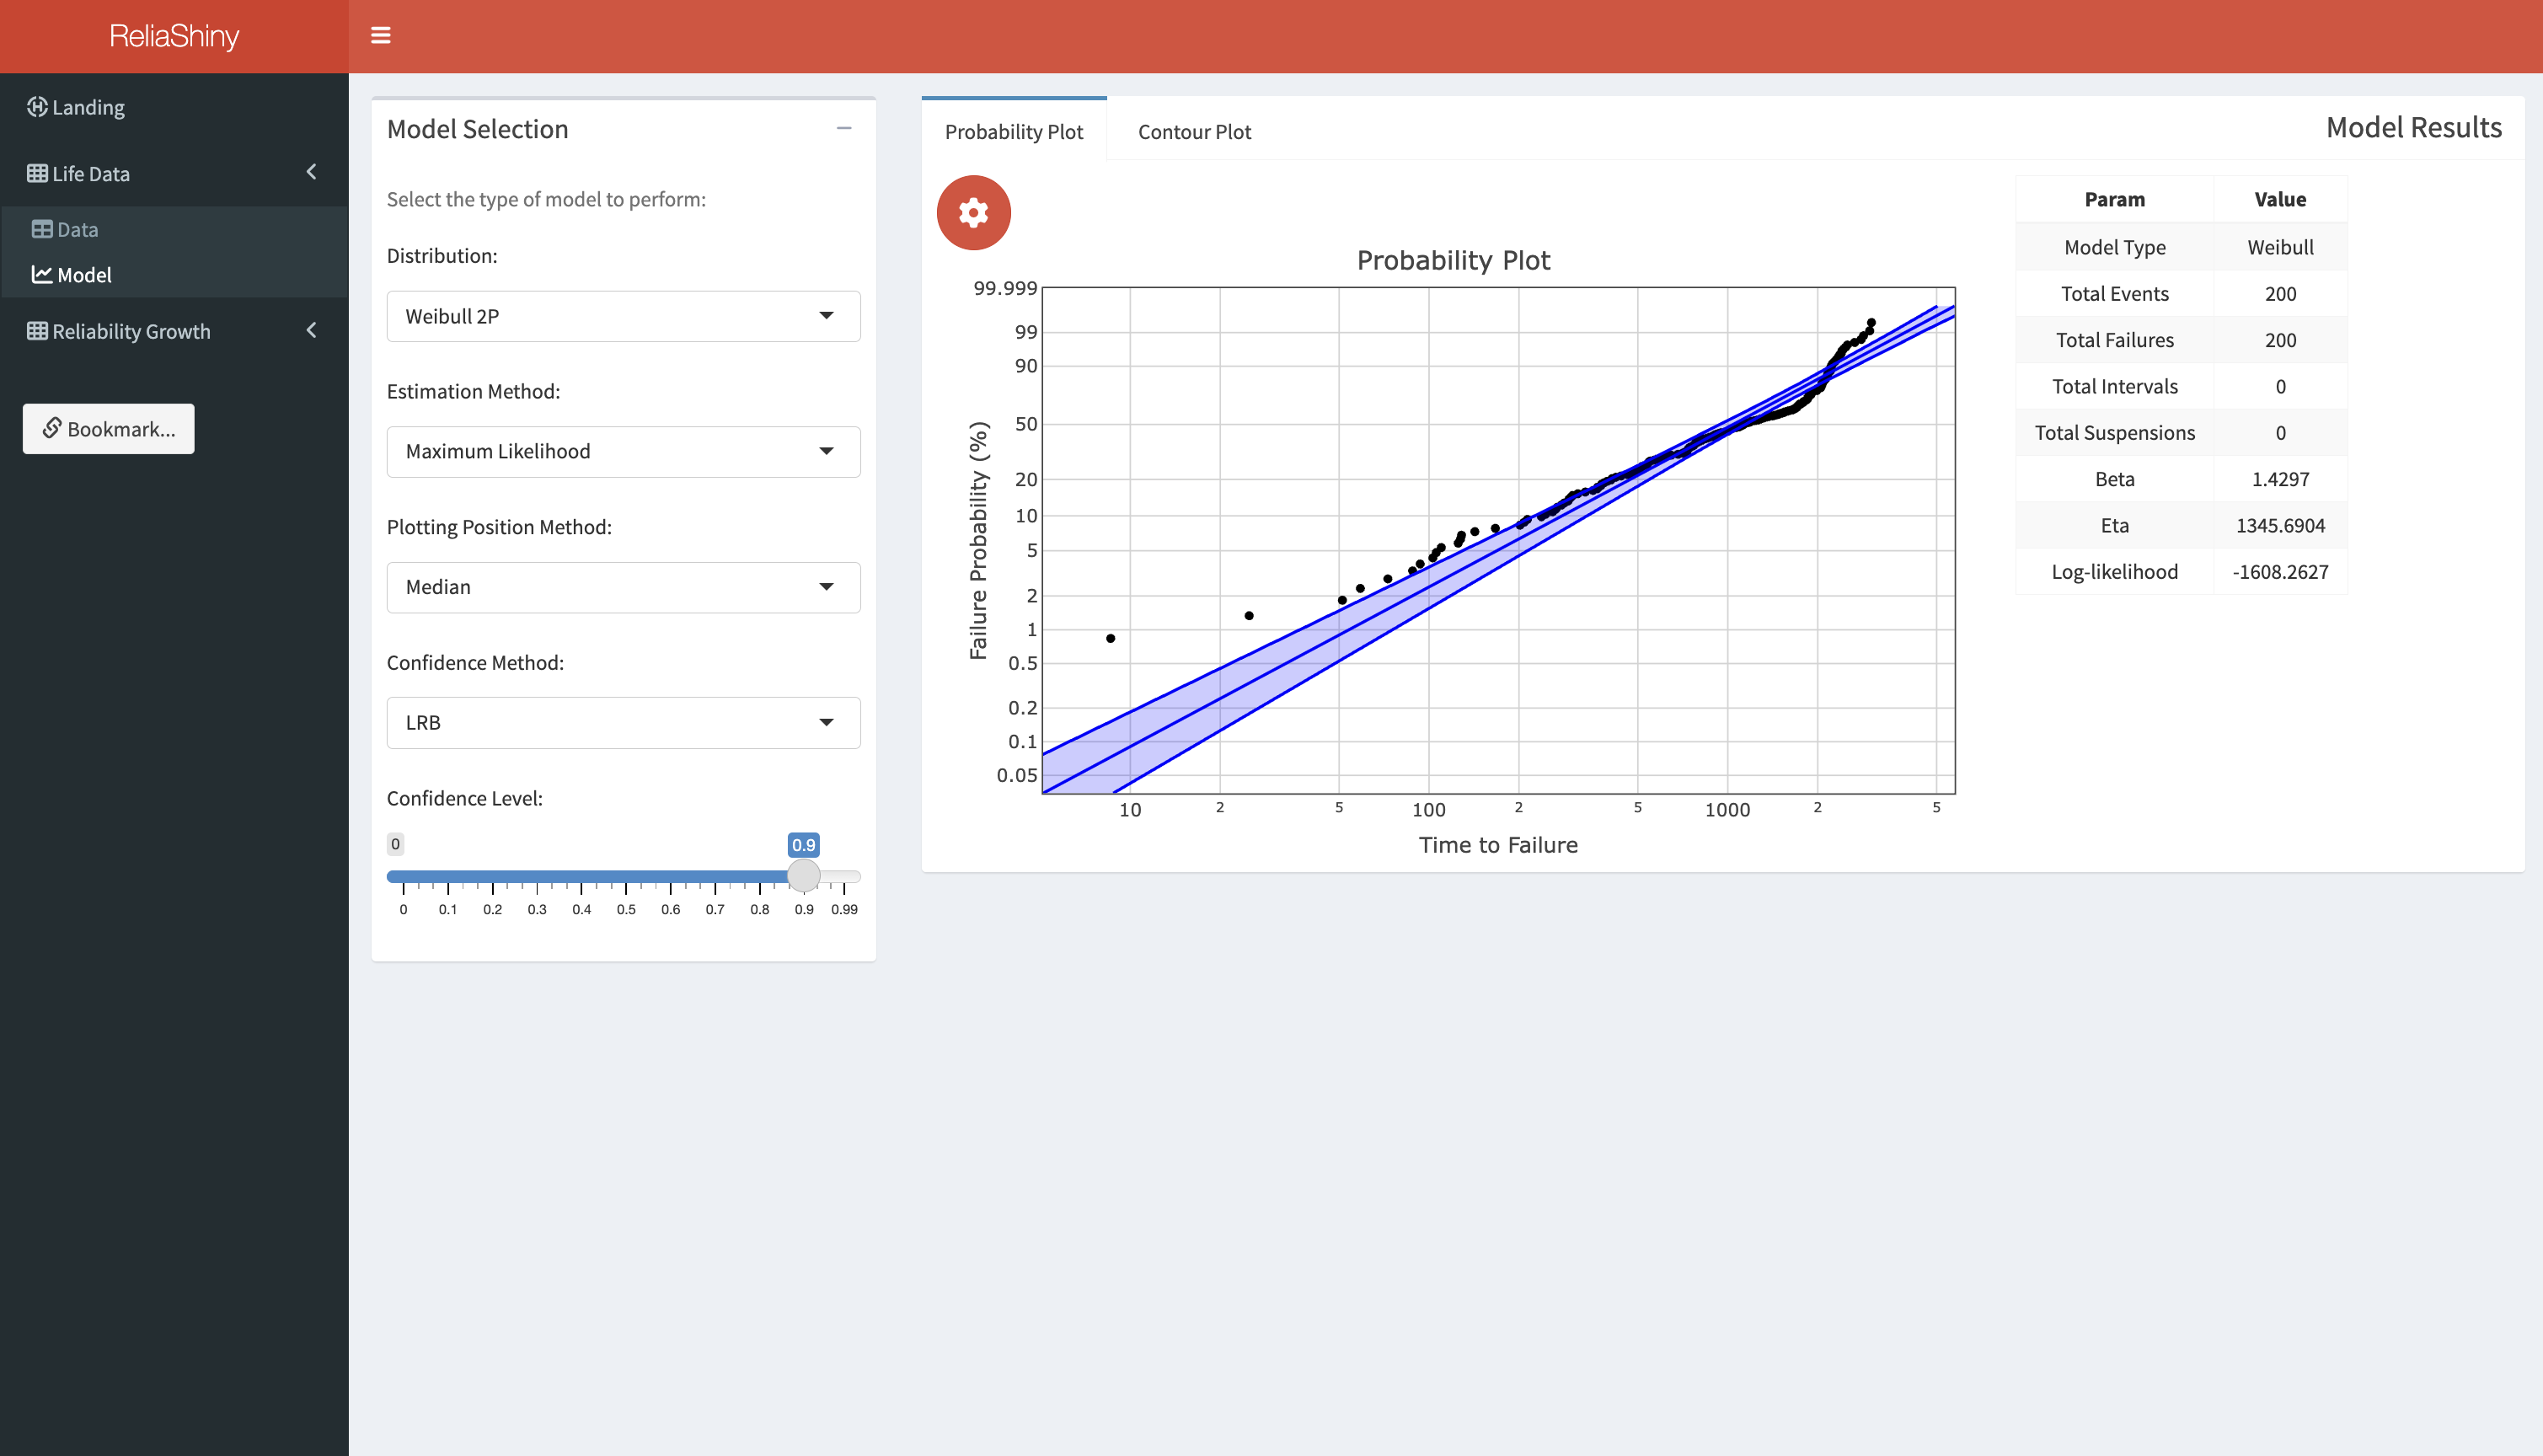 ReliaShiny
Landing
Life Data
Data
Model
Reliability Growth
Bookmark...
Model Selection
Select the type of model to perform:
Distribution:
Weibull 2P
Estimation Method:
Maximum Likelihood
Plotting Position Method:
Median
Confidence Method:
LRB
Confidence Level:
0 0.9
0 0.1 0.2 0.3 0.4 0.5 0.6 0.7 0.8 0.9 0.99
Probability Plot Contour Plot
Model Results
Probability Plot
99.999
99
90
50
20
10
5
2
1
0.5
0.2
0.1
0.05
Failure Probability (%)
10 2 5 100 2 5 1000 2 5
Time to Failure
Param Value
Model Type Weibull
Total Events 200
Total Failures 200
Total Intervals 0
Total Suspensions 0
Beta 1.4297
Eta 1345.6904
Log-likelihood -1608.2627